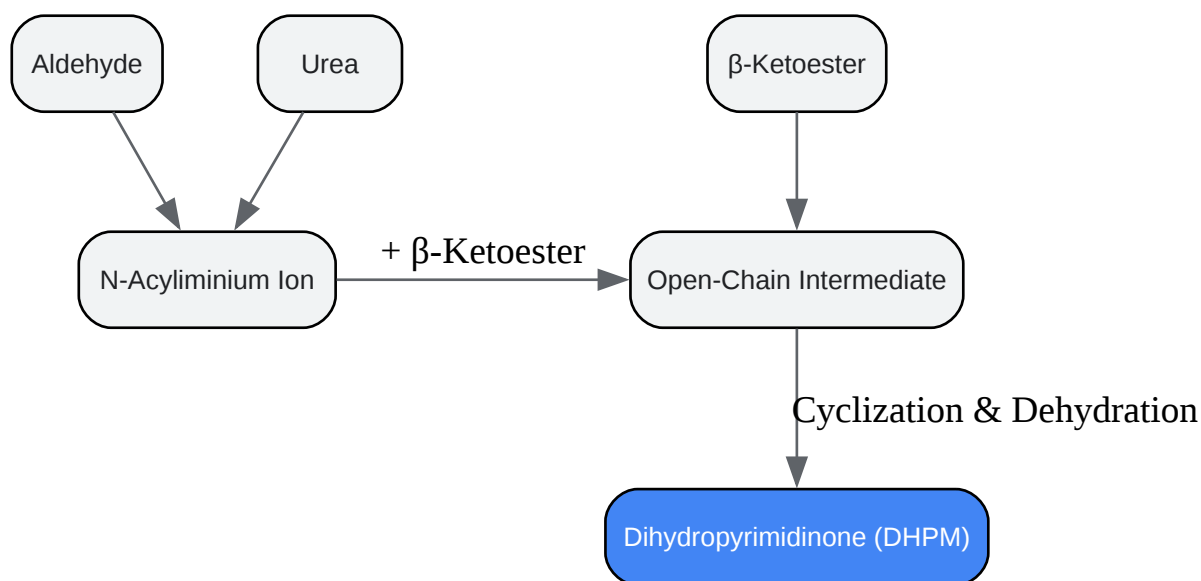 Aldehyde
Urea
β-Ketoester
N-Acyliminium Ion
+ β-Ketoester
Open-Chain Intermediate
Cyclization & Dehydration
Dihydropyrimidinone (DHPM)